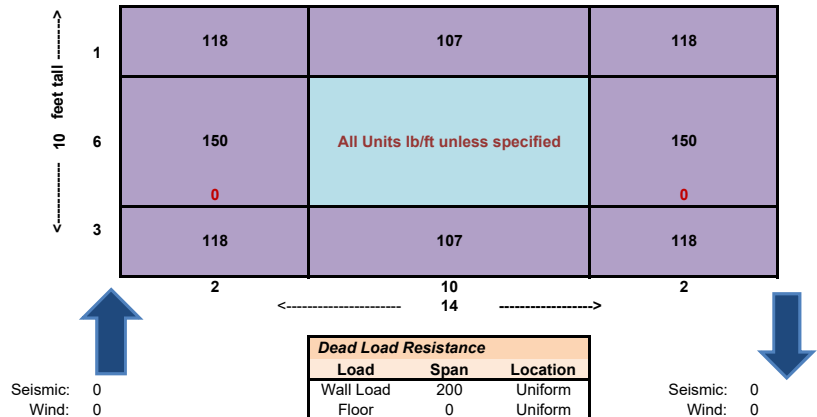 <----------- 10 feet tall ------->
1 118 107 118
6 150 All Units lb/ft unless specified 150
0 0
3 118 107 118
2 10 2
<---------------------- 14 ----------------->
Dead Load Resistance
Load Span Location
Seismic: 0 Wall Load 200 Uniform Seismic: 0
Wind: 0 Floor 0 Uniform Wind: 0